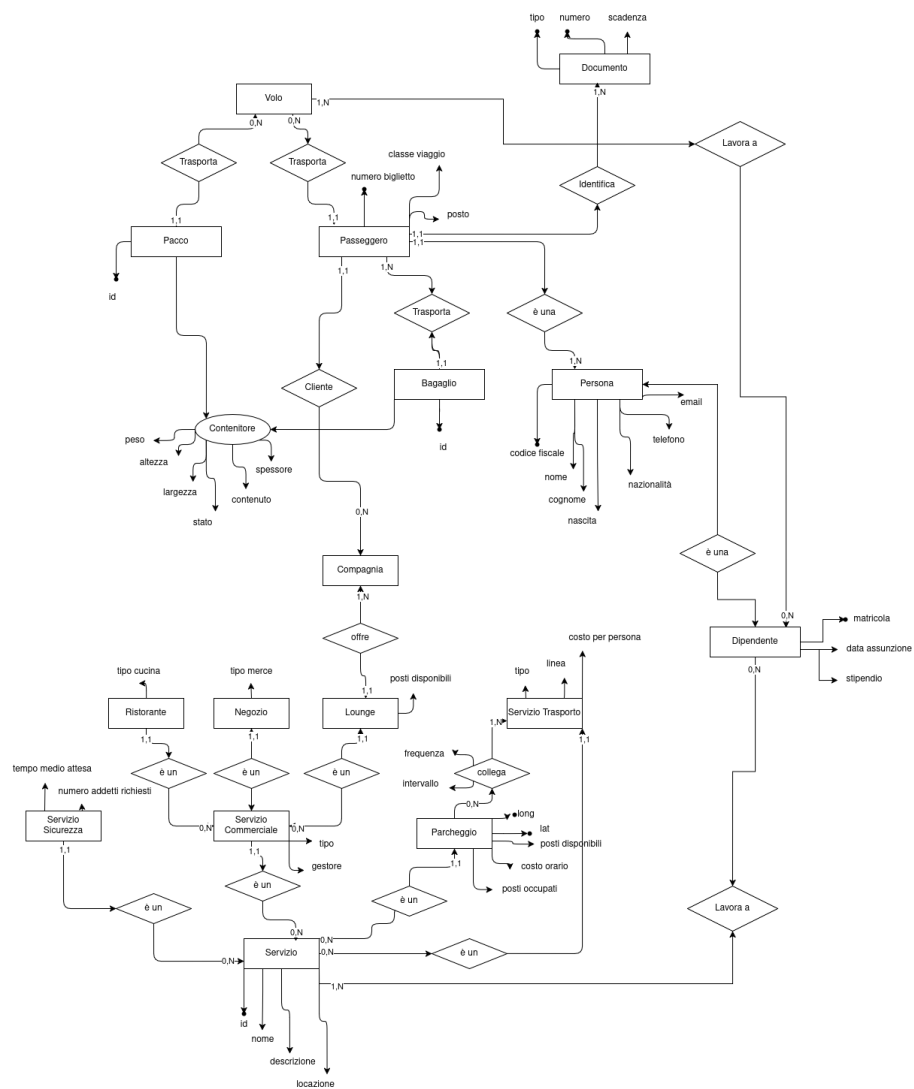 tipo
numero
scadenza
Documento
1,N
Volo
1,N
0,N
0,N
Lavora a
Trasporta
Trasporta
classe viaggio
numero biglietto
Identifica
posto
1,1
1,1
Pacco
Passeggero
1,1
1,1
1,1
1,N
id
Trasporta
è una
1,1
1,N
Cliente
Bagaglio
Persona
email
peso
Contenitore
id
codice fiscale
telefono
altezza
spessore
nome
nazionalità
largezza
contenuto
cognome
stato
nascita
0,N
è una
Compagnia
1,N
0,N
matricola
offre
Dipendente
costo per persona
data assunzione
linea
0,N
tipo cucina
tipo merce
posti disponibili
tipo
stipendio
1,1
Ristorante
Negozio
Lounge
Servizio Trasporto
1,N
1,1
1,1
1,1
1,1
frequenza
tempo medio attesa
è un
è un
è un
collega
intervallo
numero addetti richiesti
0,N
long
Servizio
Sicurezza
Servizio
Commerciale
0,N
0,N
Parcheggio
lat
tipo
posti disponibili
1,1
1,1
1,1
gestore
costo orario
è un
posti occupati
è un
è un
Lavora a
0,N
0,N
0,N
Servizio
0,N
è un
1,N
id
nome
descrizione
locazione